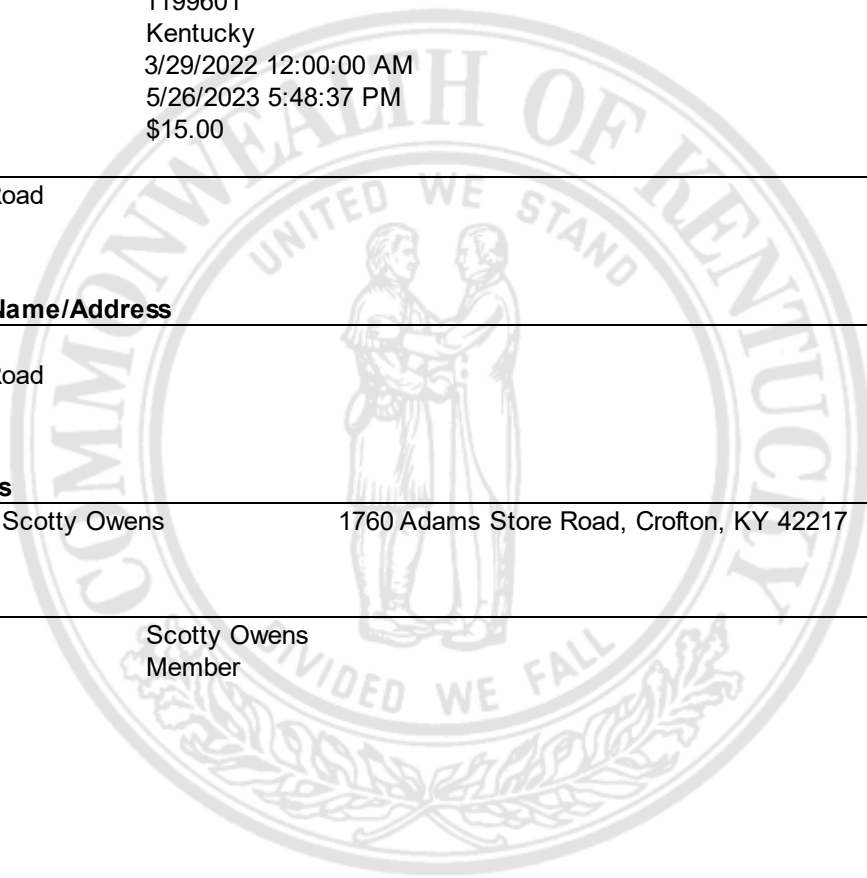 1199601
Kentucky
3/29/2022 12:00:00 AM
5/26/2023 5:48:37 PM
$15.00
Road
Name/Address
Road
s
Scotty Owens 1760 Adams Store Road, Crofton, KY 42217
Scotty Owens
Member
COMMONWEALTH OF KENTUCKY
UNITED WE STAND
DIVIDED WE FALL